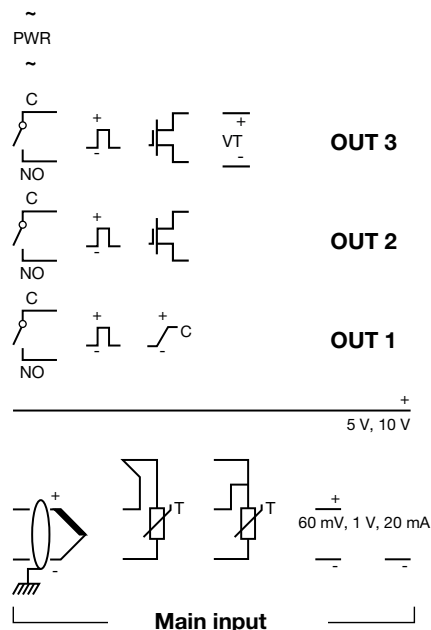 ~
PWR
~
C
+
-
NO
+
VT
-
OUT 3
C
+
-
NO
OUT 2
C
+
-
NO
+
-
C
OUT 1
+
5 V, 10 V
+
-
T
T
+
60 mV, 1 V, 20 mA
-
-
Main input